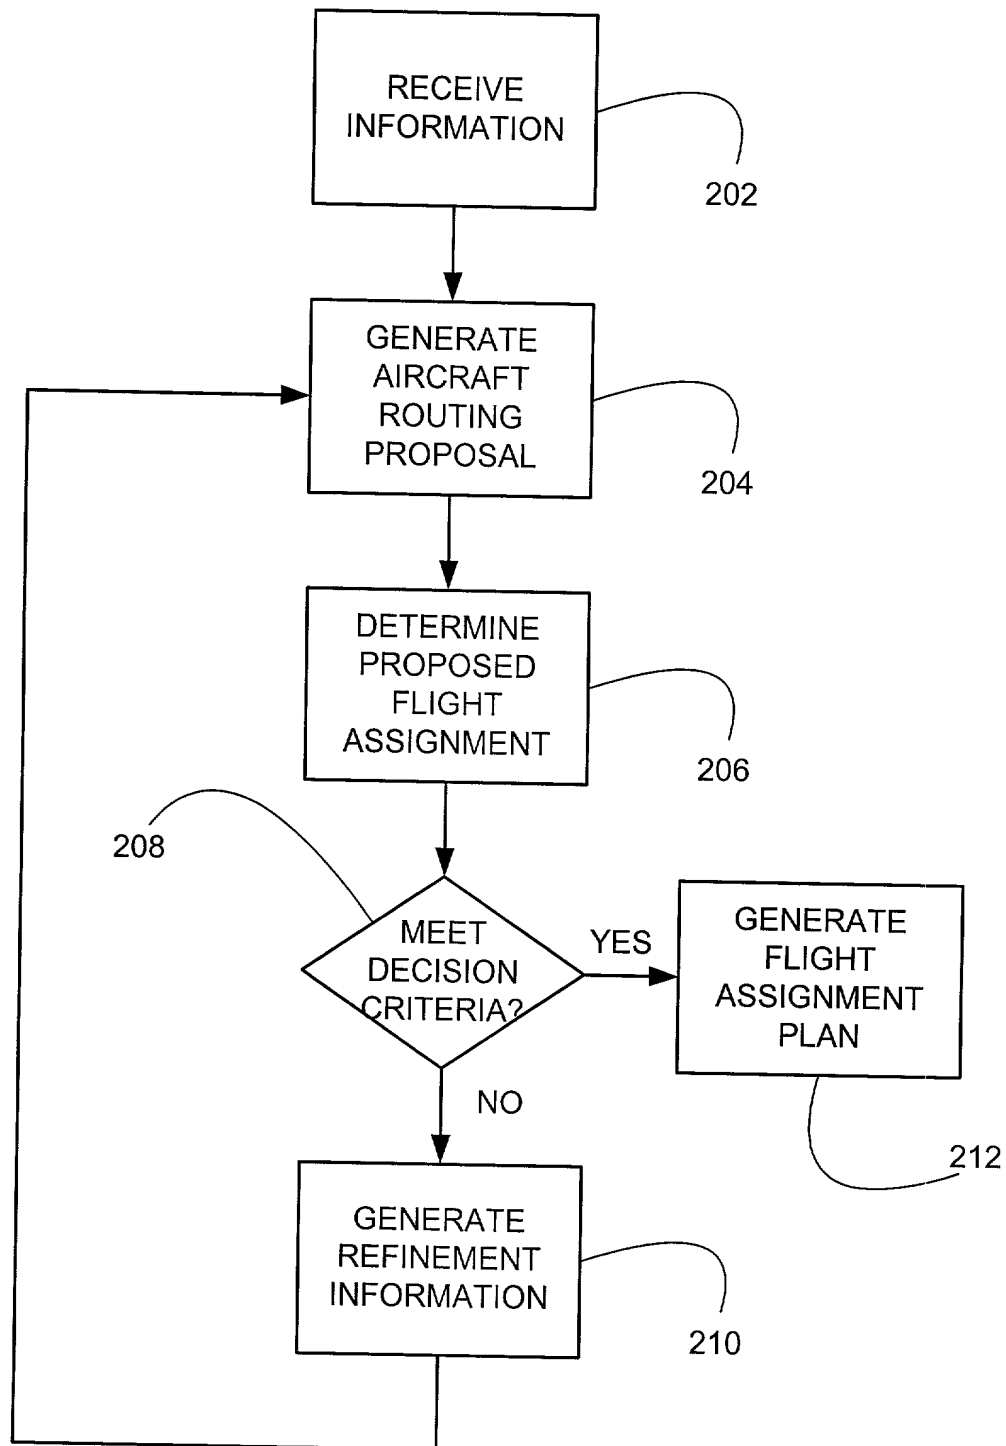 RECEIVE
INFORMATION
202
GENERATE
AIRCRAFT
ROUTING
PROPOSAL
204
DETERMINE
PROPOSED
FLIGHT
ASSIGNMENT
206
208
MEET
DECISION
CRITERIA?
YES
GENERATE
FLIGHT
ASSIGNMENT
PLAN
212
NO
GENERATE
REFINEMENT
INFORMATION
210